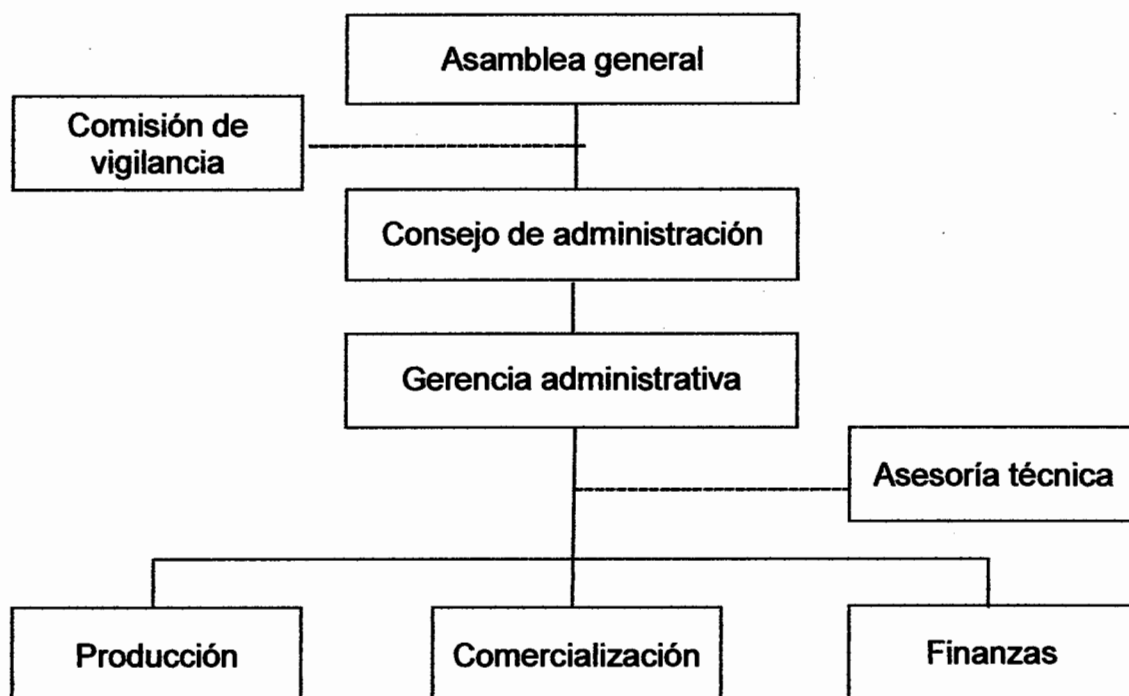 Asamblea general
Comisión de
vigilancia
Consejo de administración
Gerencia administrativa
Asesoría técnica
Producción
Comercialización
Finanzas